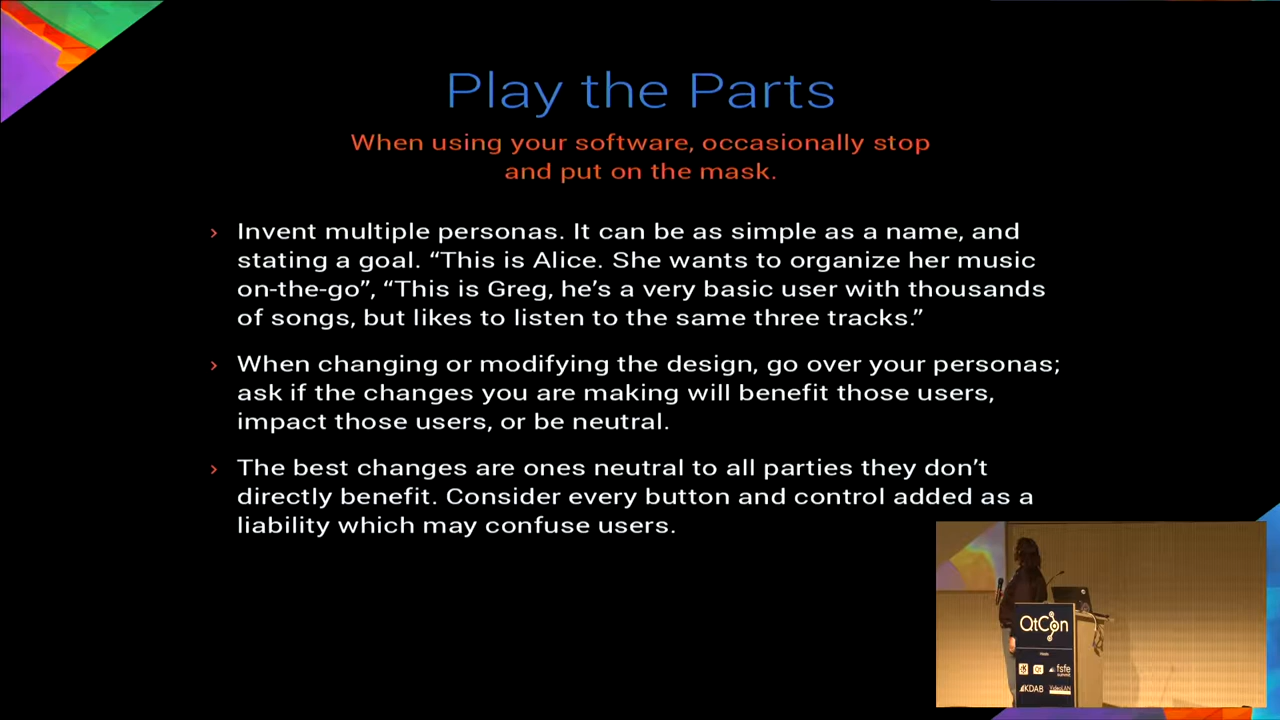 Play the Parts
When using your software, occasionally stop
and put on the mask.
› Invent multiple personas. It can be as simple as a name, and
stating a goal. “This is Alice. She wants to organize her music
on-the-go”, “This is Greg, he’s a very basic user with thousands
of songs, but likes to listen to the same three tracks.”
› When changing or modifying the design, go over your personas;
ask if the changes you are making will benefit those users,
impact those users, or be neutral.
› The best changes are ones neutral to all parties they don’t
directly benefit. Consider every button and control added as a
liability which may confuse users.
QtCon
fsfe
KDAB VideoLAN